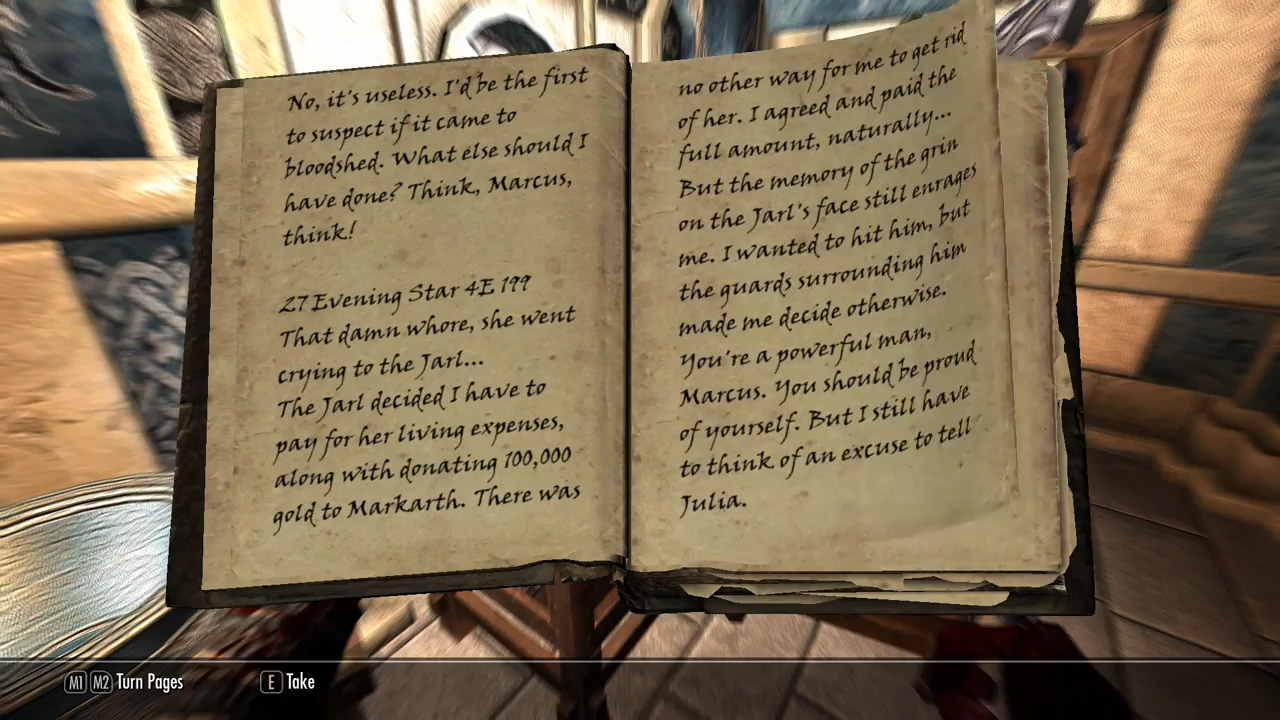 No, it's useless. I'd be the first
to suspect if it came to
bloodshed. What else should I
have done? Think, Marcus,
think!
27 Evening Star 4E 199
That damn whore, she went
crying to the Jarl...
The Jarl decided I have to
pay for her living expenses,
along with donating 100,000
gold to Markarth. There was
no other way for me to get rid
of her. I agreed and paid the
full amount, naturally...
But the memory of the grin
on the Jarl's face still enrages
me. I wanted to hit him, but
the guards surrounding him
made me decide otherwise.
You're a powerful man,
Marcus. You should be proud
of yourself. But I still have
to think of an excuse to tell
Julia.
M1 M2 Turn Pages
E Take